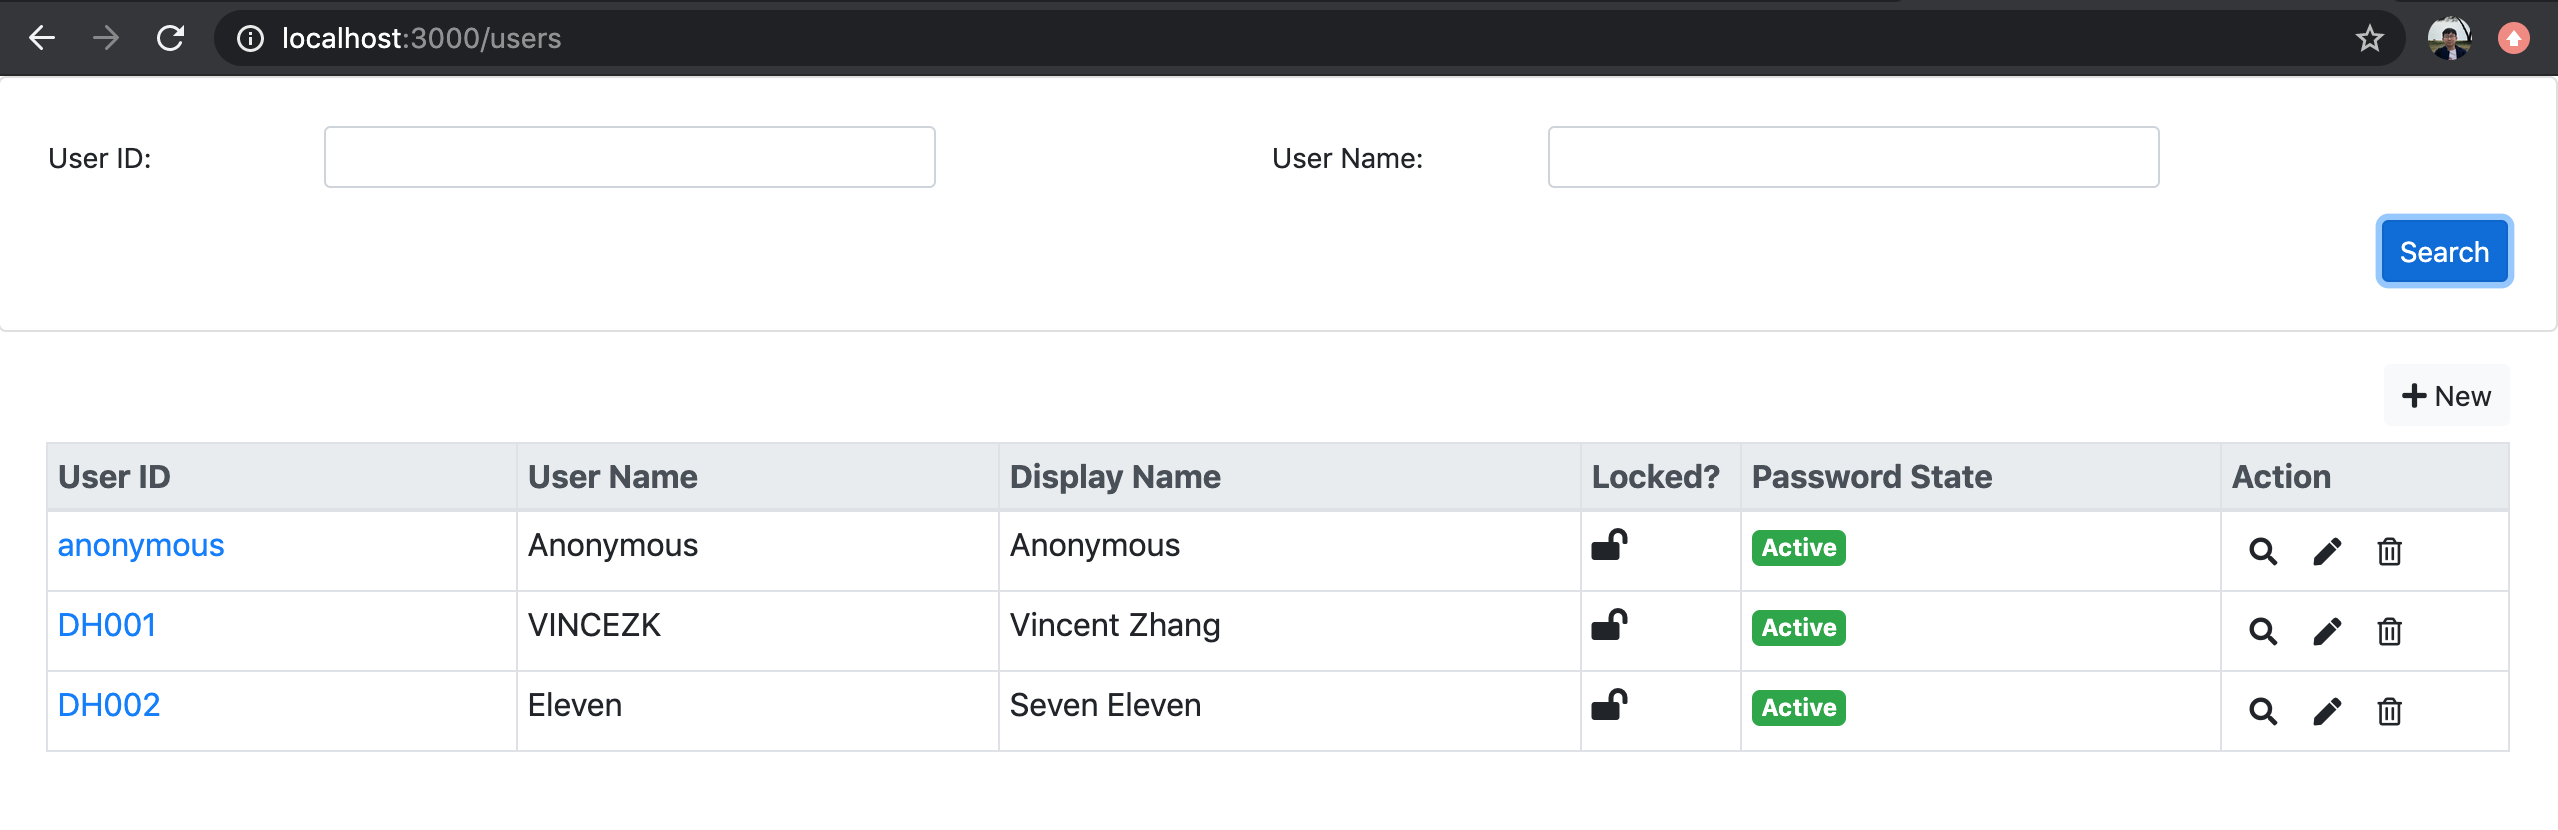 localhost:3000/users
User ID: User Name:
Search
New
User ID User Name Display Name Locked? Password State Action
anonymous Anonymous Anonymous Active
DH001 VINCEZK Vincent Zhang Active
DH002 Eleven Seven Eleven Active